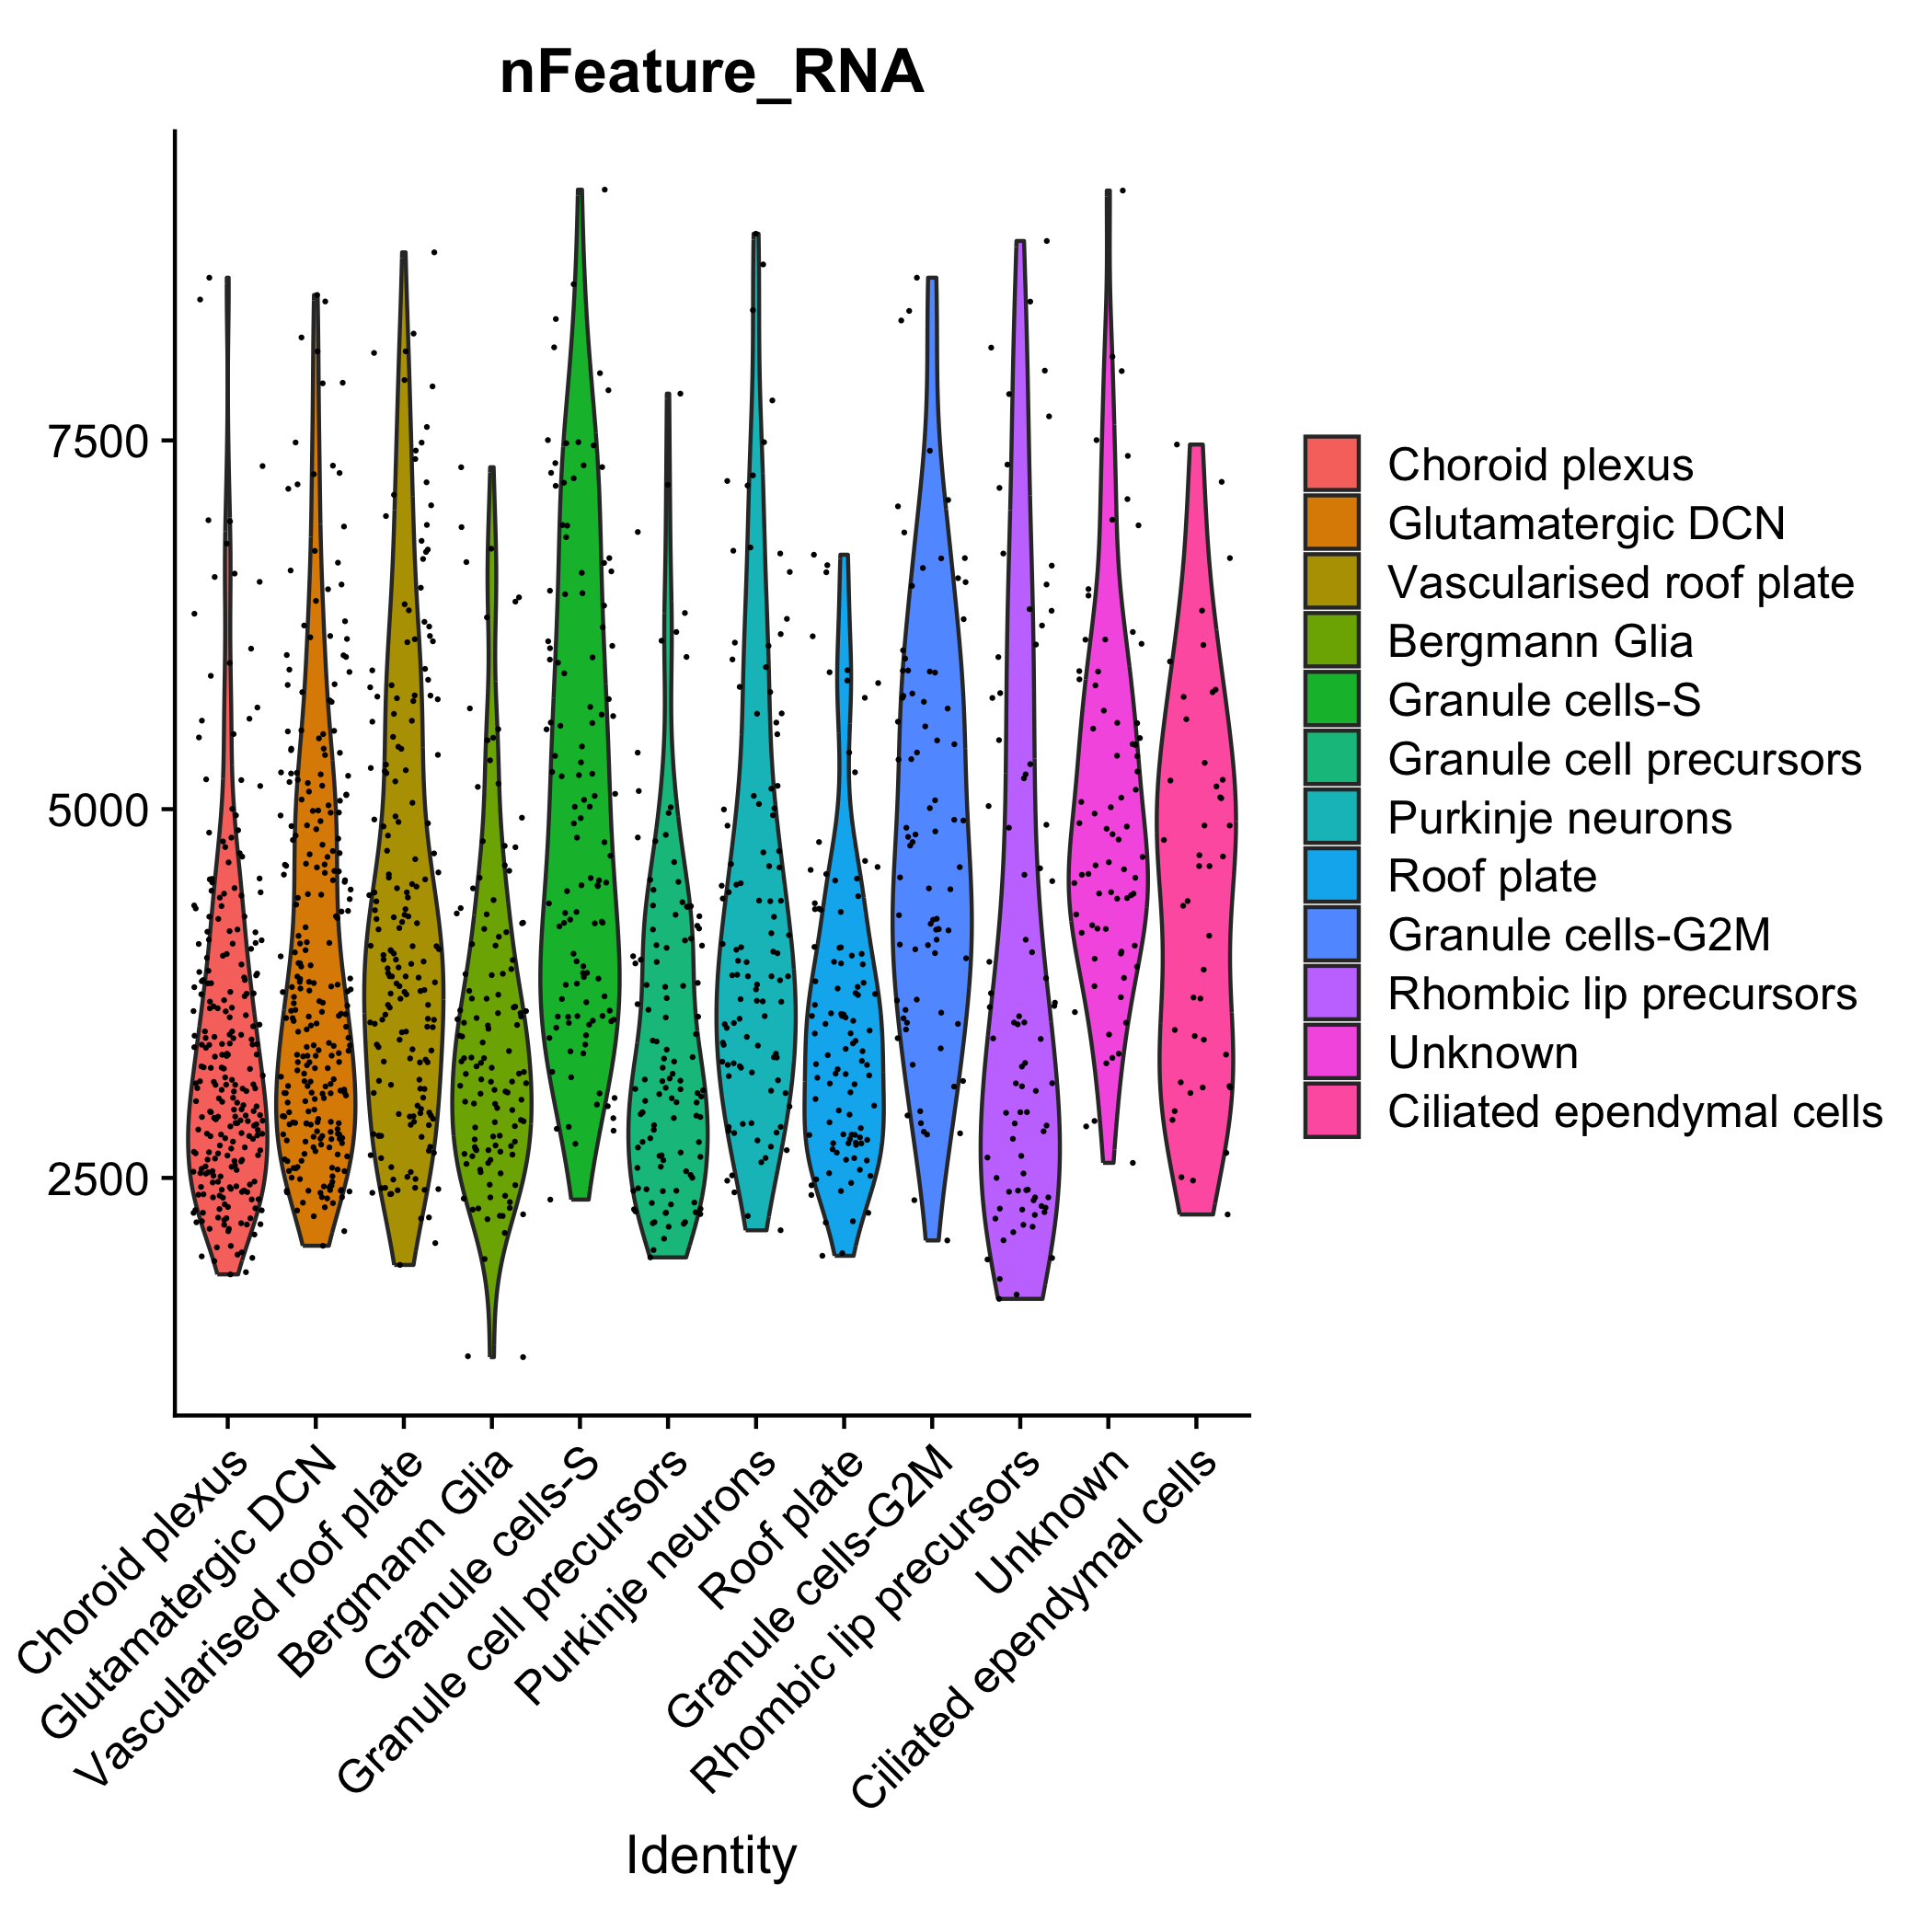 nFeature_RNA
7500
5000
2500
Choroid plexus
Glutamatergic DCN
Vascularised roof plate
Bergmann Glia
Granule cells-S
Granule cell precursors
Purkinje neurons
Roof plate
Granule cells-G2M
Rhombic lip precursors
Unknown
Ciliated ependymal cells
Identity
Choroid plexus
Glutamatergic DCN
Vascularised roof plate
Bergmann Glia
Granule cells-S
Granule cell precursors
Purkinje neurons
Roof plate
Granule cells-G2M
Rhombic lip precursors
Unknown
Ciliated ependymal cells